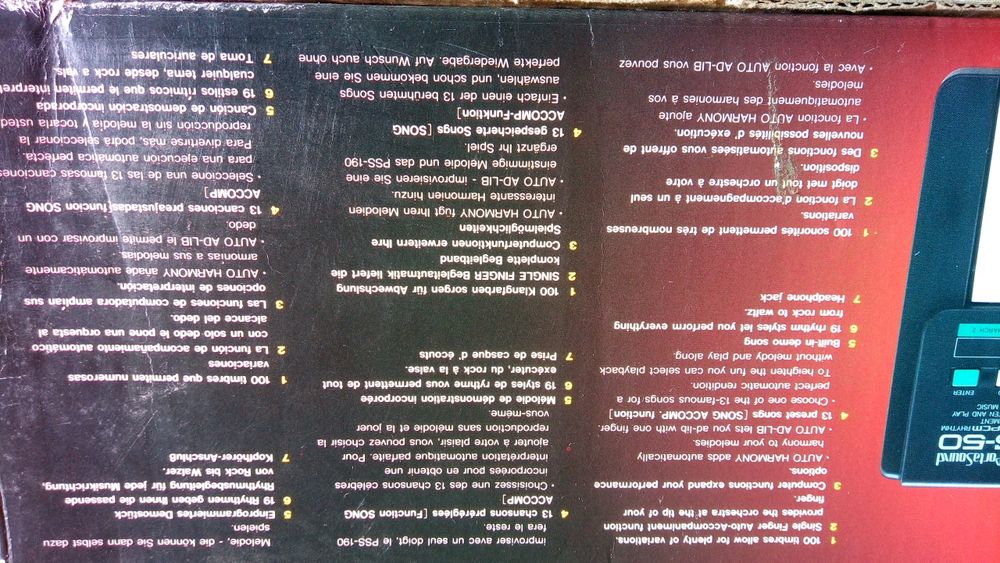 PortaSound
S-50
PCM RHYTHM
ENTER
MARCH 2
1 100 timbres allow for plenty of variations.
2 Single Finger Auto-Accompaniment function
provides the orchestra at the tip of your
finger.
3 Computer functions expand your performance
options.
· AUTO HARMONY adds automatically
harmony to your melodies.
· AUTO AD-LIB lets you ad-lib with one finger.
4 13 preset songs [SONG ACCOMP. function]
· Choose one of the 13-famous songs for a
perfect automatic rendition.
To heighten the fun you can select playback
without melody and play along.
5 Built-in demo song
6 19 rhythm styles let you perform everything
from rock to waltz.
7 Headphone jack
1 100 sonorités permettent de trés nombreuses
variations.
2 La fonction d'accompagnement à un seul
doigt met tout un orchestre à vôtre
disposition.
3 Des fonctions automatisées vous offrent de
nouvelles possibilités d'exécution.
· La fonction AUTO HARMONY ajoute
automatiquement des harmonies à vos
melodies.
· Avec la fonction AUTO AD-LIB vous pouvez
improviser avec un seul doigt, le PSS-190
fera le reste.
4 13 chansons préréglées [Function SONG
ACCOMP]
· Choisissez une des 13 chansons célèbres
incorporées pour en obtenir une
interprétation automatique parfaite. Pour
ajouter à votre plaisir, vous pouvez choisir la
reproduction sans mélodie et la jouer
vous-même.
5 Mélodie de démonstration incorporée
6 19 styles de rythme vous permettent de tout
exécuter, du rock à la valse.
7 Prise de casque d'écoute
1 100 Klangfarben sorgen für Abwechslung
2 SINGLE FINGER Begleitautmatik liefert die
komplette Begleitband
3 Computerfunktionen erweitern Ihre
Spielmöglichkeiten
· AUTO HARMONY fügt Ihren Melodien
interessante Harmonien hinzu
· AUTO AD-LIB - improvisieren Sie eine
einstimmige Melodie und das PSS-190
ergänzt Ihr Spiel.
4 13 gespeicherte Songs [SONG
ACCOMP-Funktion]
· Einfach einen der 13 berühmten Songs
auswählen, und schon bekommen Sie eine
perfekte Wiedergabe. Auf Wunsch auch ohne
Melodie, - die Können Sie dann selbst dazu
spielen.
5 Einprogrammiertes Demostück
6 19 Rhythmen geben Ihnen die passende
Rhythmusbegleitung für jede Musikrichtung.
von Rock bis Walzer.
7 Kopfhörer-Anschluß
1 100 timbres que permiten numerosas
variaciones
2 La función de acompañamiento automático
con un solo dedo le pone una orquesta al
alcance del dedo.
3 Las funciones de computadora amplían sus
opciones de interpretación.
· AUTO HARMONY añade automáticamente
armonías a sus melodías.
· AUTO AD-LIB le pemite improvisar con un
dedo.
4 13 canciones preajustadas[función SONG
ACCOMP]
· Seleccione una de las 13 famosas canciones
para una ejecución automática perfecta.
Para divertirse más, podrá seleccionar la
reproducción sin la melodía y tocarla usted
5 Canción de demostración incorporada
6 19 estilos rítmicos que le permiten interpret
cualquier tema, desde rock a vals.
7 Toma de auriculares